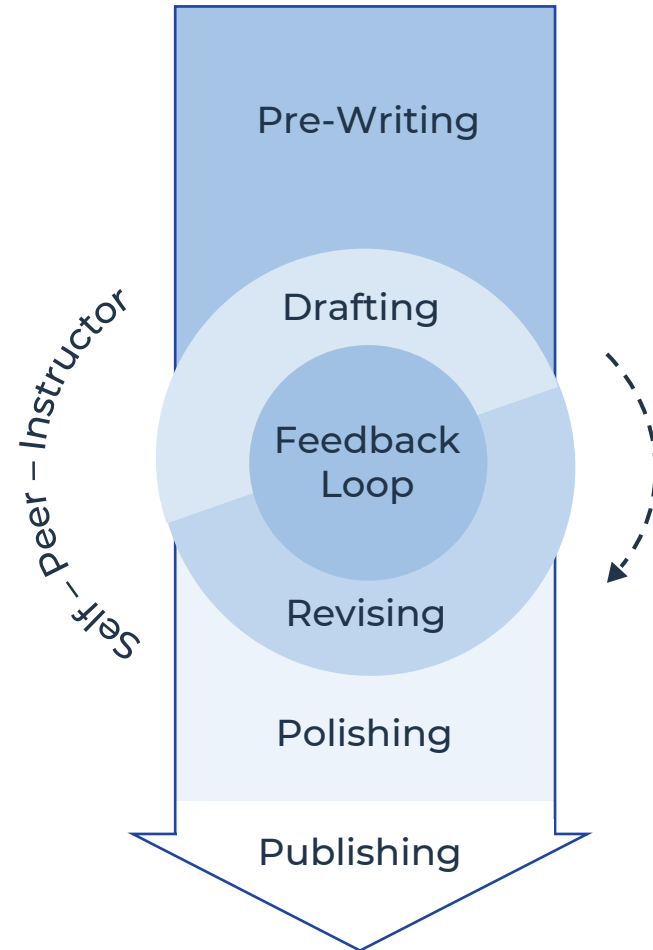 Pre-Writing
Drafting
Self – Peer – Instructor
Feedback
Loop
Revising
Polishing
Publishing